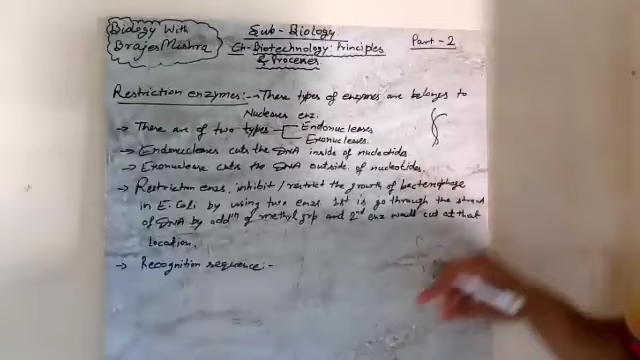 Biology With
Brajes Mishra
Sub- Biology
Ch- Biotechnology: Principles
& Processes
Part-2
Restriction enzymes:- → These types of enzymes are belongs to
Nucleases enz.
→ There are of two types → Endonucleases
Exonucleases.
→ Endonucleases cuts the DNA inside of nucleotides.
→ Exonuclease cuts the DNA outside of nucleotides.
→ Restriction enzs. inhibit/restrict the growth of bacteriophage
in E. Coli by using two enzs. 1st is go through the strand
of DNA by addⁿ of methyl grp and 2nd enz would cut at that
location.
→ Recognition sequence:-